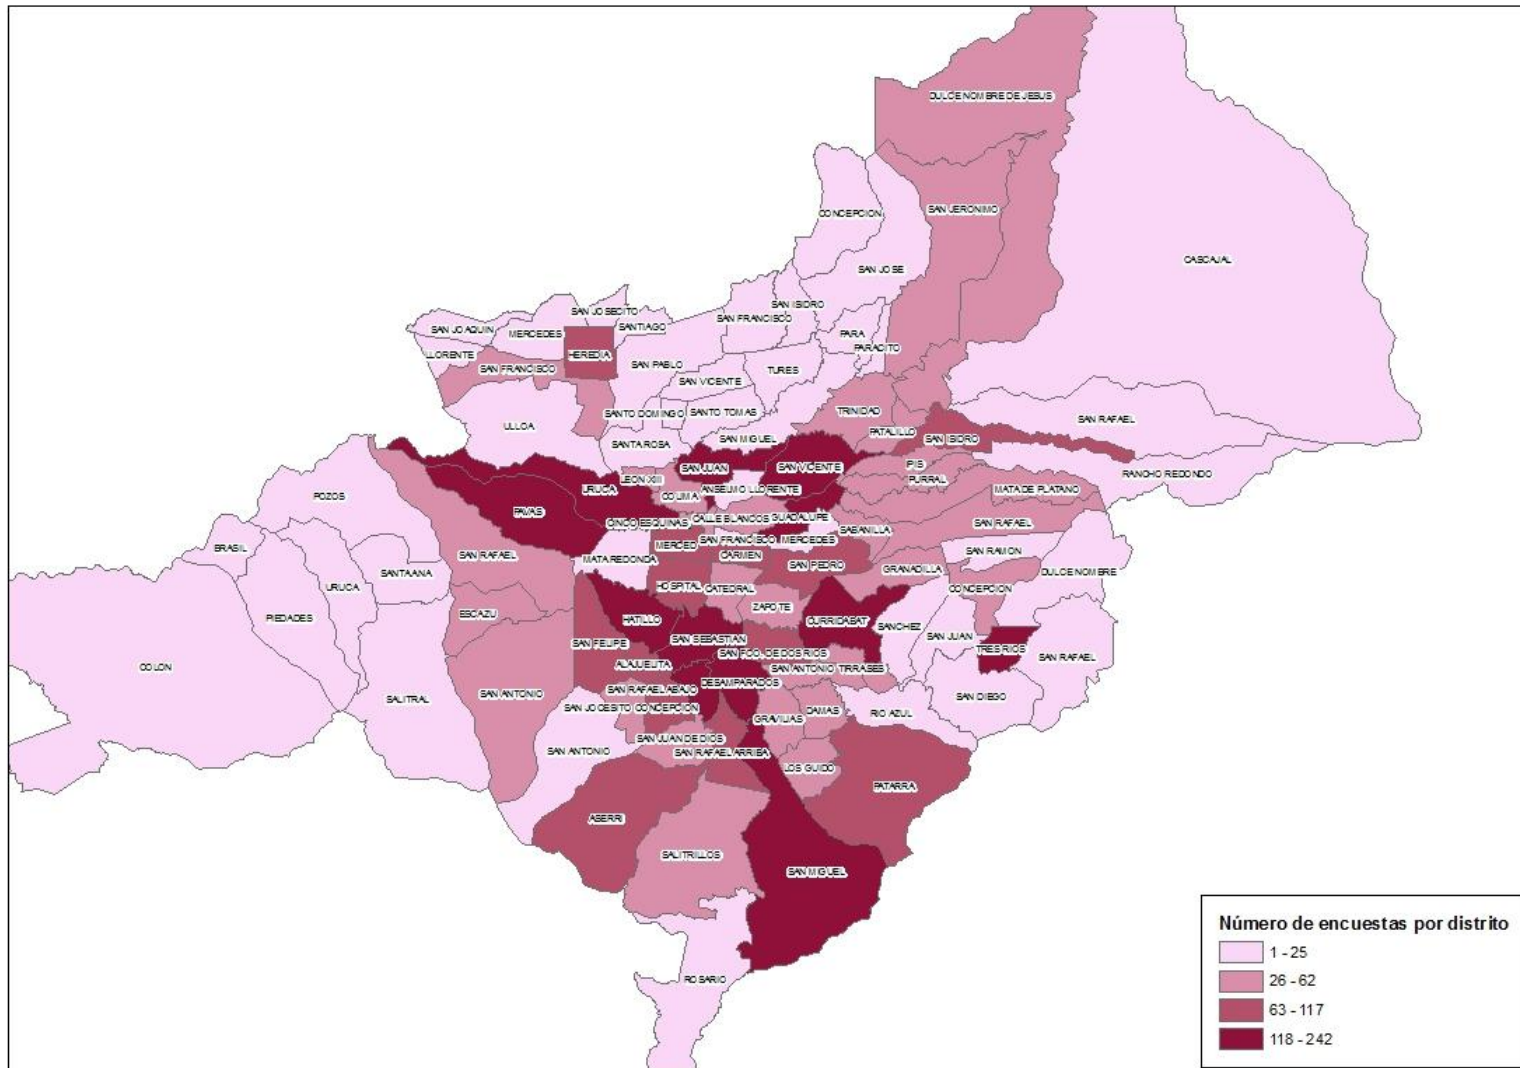 DULCE NOMBRE DE JESUS
CONCEPCION
SAN JERONIMO
SAN JOSE
CASCAJAL
SAN ISIDRO
SAN JOSECITO
SAN FRANCISCO
SAN JOAQUIN
MERCEDES
SANTIAGO
PARA
PARACITO
LLORENTE
HEREDIA
SAN FRANCISCO
SAN PABLO
TURES
SAN VICENTE
SANTO DOMINGO
SANTO TOMAS
TRINIDAD
SAN RAFAEL
ULLOA
PATALILLO
SANTA ROSA
SAN MIGUEL
SAN ISIDRO
SAN JUAN
SAN VICENTE
IPIS
RANCHO REDONDO
LEON XIII
PURRAL
URUCA
ANSELMO LLORENTE
MATA DE PLATANO
POZOS
COLIMA
PAVAS
CALLE BLANCOS
GUADALUPE
CINCO ESQUINAS
SABANILLA
SAN RAFAEL
SAN FRANCISCO
MERCEDES
MERCED
BRASIL
SAN RAFAEL
CARMEN
SAN RAMON
MATA REDONDA
SAN PEDRO
SANTA ANA
GRANADILLA
DULCE NOMBRE
URUCA
HOSPITAL
CATEDRAL
CONCEPCION
ZAPOTE
ESCAZU
PIEDADES
HATILLO
CURRIDABAT
SANCHEZ
SAN JUAN
SAN SEBASTIAN
SAN FELIPE
TRES RIOS
SAN FCO. DE DOS RIOS
SAN RAFAEL
COLON
ALAJUELITA
SAN ANTONIO
TIRRASES
DESAMPARADOS
SAN RAFAEL ABAJO
SAN ANTONIO
SAN DIEGO
SALITRAL
SAN JOCESITO
CONCEPCION
DAMAS
RIO AZUL
GRAVILIAS
SAN JUAN DE DIOS
SAN ANTONIO
SAN RAFAEL ARRIBA
LOS GUIDO
PATARRA
ASERRI
SALITRILLOS
SAN MIGUEL
ROSARIO
Número de encuestas por distrito
1 - 25
26 - 62
63 - 117
118 - 242